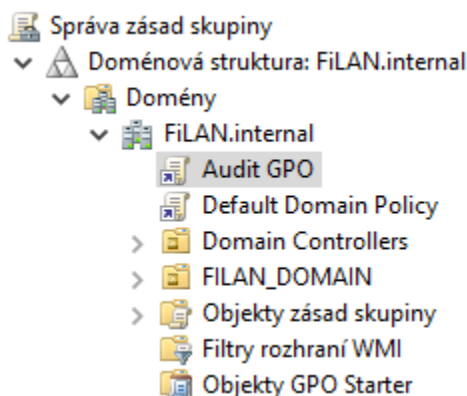 Správa zásad skupiny
Doménová struktura: FiLAN.internal
Domény
FiLAN.internal
Audit GPO
Default Domain Policy
Domain Controllers
FILAN_DOMAIN
Objekty zásad skupiny
Filtry rozhraní WMI
Objekty GPO Starter